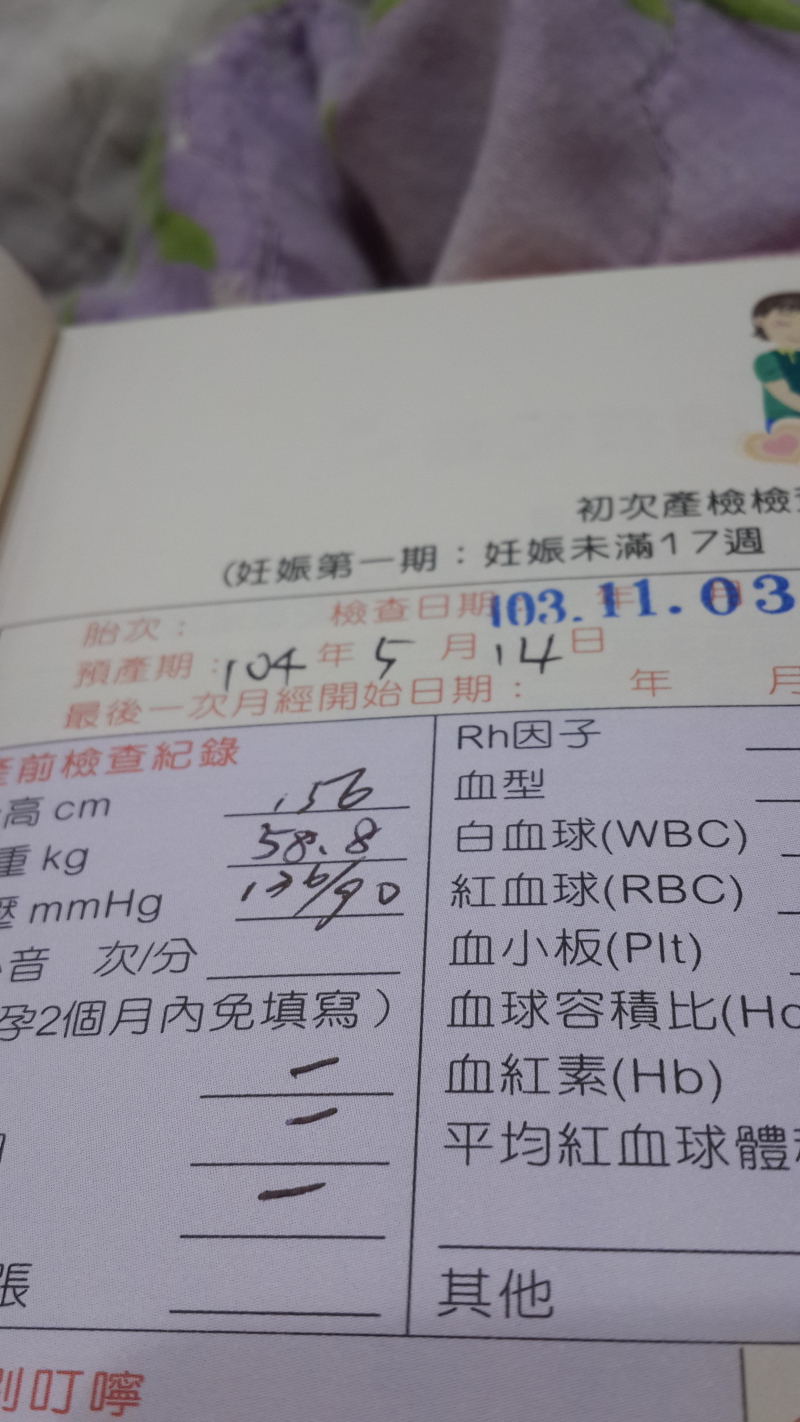 初次產檢檢
(妊娠第一期：妊娠未滿17週
胎次： 檢查日期 103.11.03 年 月
預產期：104年5月14日
最後一次月經開始日期： 年 月
產前檢查紀錄
高 cm 156
重 kg 58.8
壓 mmHg 136/90
音 次/分
孕2個月內免填寫）
—
—
—
張
Rh因子
血型
白血球(WBC)
紅血球(RBC)
血小板(Plt)
血球容積比(Hc
血紅素(Hb)
平均紅血球體
其他
別叮嚀